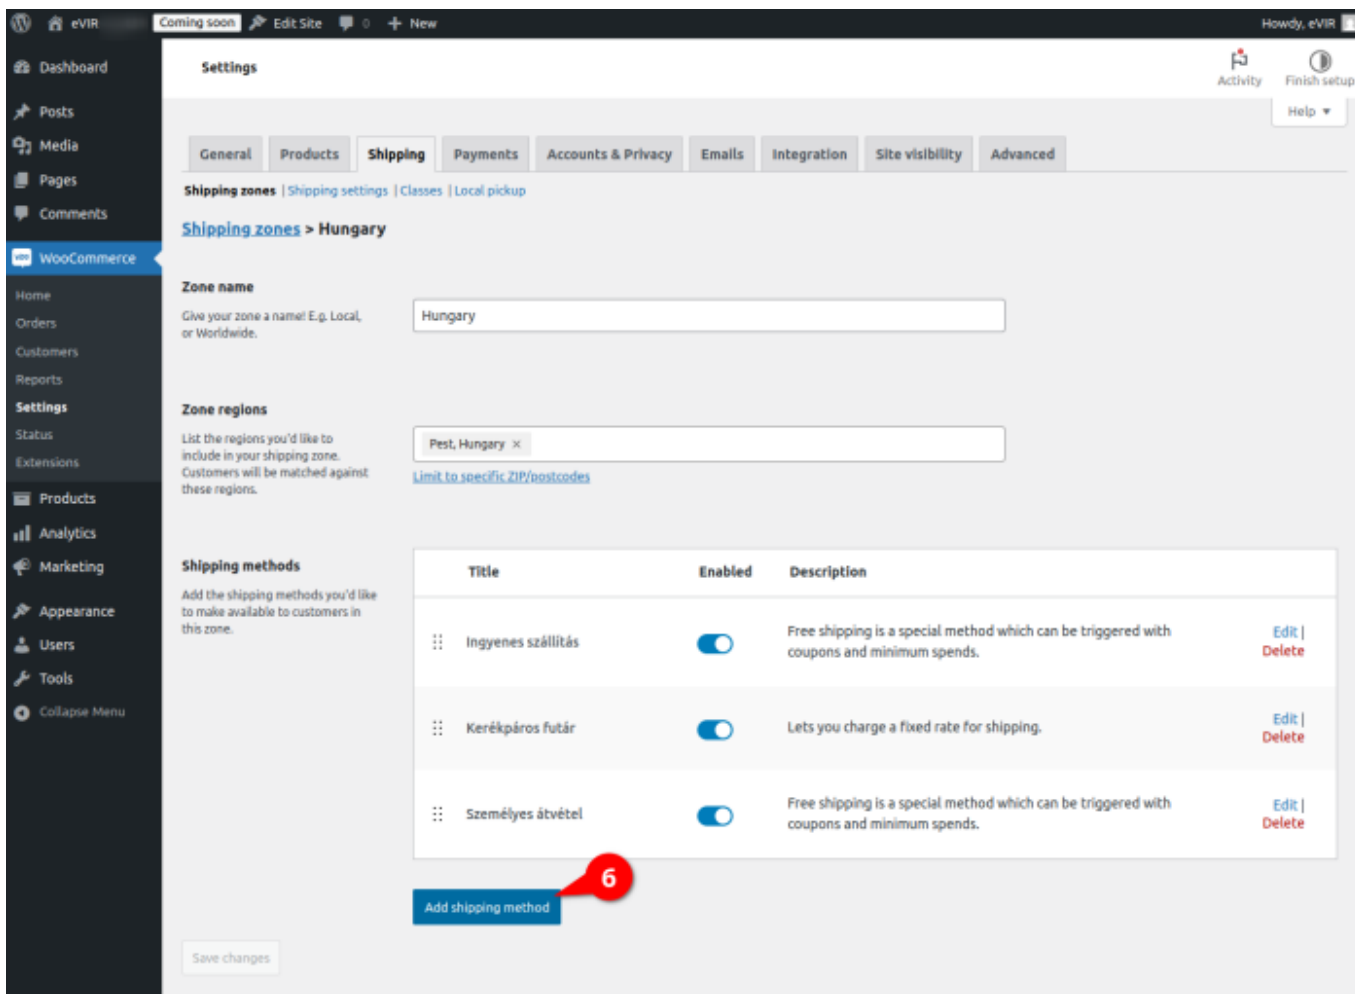 eVIR
Coming soon
Edit Site
0
New
Howdy, eVIR
Dashboard
Posts
Media
Pages
Comments
woo
WooCommerce
Home
Orders
Customers
Reports
Settings
Status
Extensions
Products
Analytics
Marketing
Appearance
Users
Tools
Collapse Menu
Settings
Activity
Finish setup
Help
General
Products
Shipping
Payments
Accounts & Privacy
Emails
Integration
Site visibility
Advanced
Shipping zones | Shipping settings | Classes | Local pickup
Shipping zones > Hungary
Zone name
Give your zone a name! E.g. Local,
or Worldwide.
Hungary
Zone regions
List the regions you'd like to
include in your shipping zone.
Customers will be matched against
these regions.
Pest, Hungary ×
Limit to specific ZIP/postcodes
Shipping methods
Add the shipping methods you'd like
to make available to customers in
this zone.
Title Enabled Description
Ingyenes szállítás
Free shipping is a special method which can be triggered with
coupons and minimum spends.
Edit |
Delete
Kerékpáros futár
Lets you charge a fixed rate for shipping.
Edit |
Delete
Személyes átvétel
Free shipping is a special method which can be triggered with
coupons and minimum spends.
Edit |
Delete
6
Add shipping method
Save changes